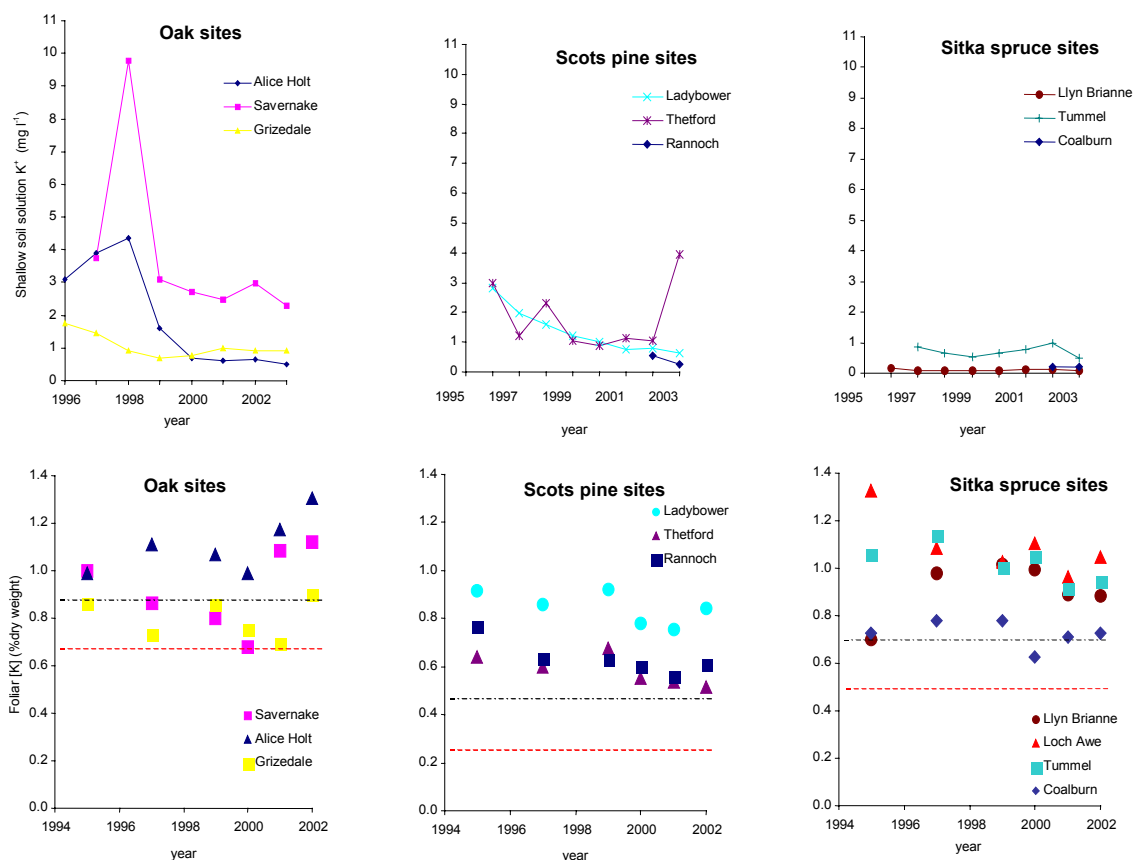 Oak sites
Shallow soil solution K⁺ (mg l⁻¹)
11
10
9
8
7
6
5
4
3
2
1
0
Alice Holt
Savernake
Grizedale
1996 1998 2000 2002
year
Scots pine sites
11
10
9
8
7
6
5
4
3
2
1
0
Ladybower
Thetford
Rannoch
1995 1997 1999 2001 2003
year
Sitka spruce sites
11
10
9
8
7
6
5
4
3
2
1
0
Llyn Brianne
Tummel
Coalburn
1995 1997 1999 2001 2003
year
Oak sites
Foliar [K] (%dry weight)
1.4
1.2
1.0
0.8
0.6
0.4
0.2
0.0
Savernake
Alice Holt
Grizedale
1994 1996 1998 2000 2002
year
Scots pine sites
1.4
1.2
1.0
0.8
0.6
0.4
0.2
0.0
Ladybower
Thetford
Rannoch
1994 1996 1998 2000 2002
year
Sitka spruce sites
1.4
1.2
1.0
0.8
0.6
0.4
0.2
0.0
Llyn Brianne
Loch Awe
Tummel
Coalburn
1994 1996 1998 2000 2002
year